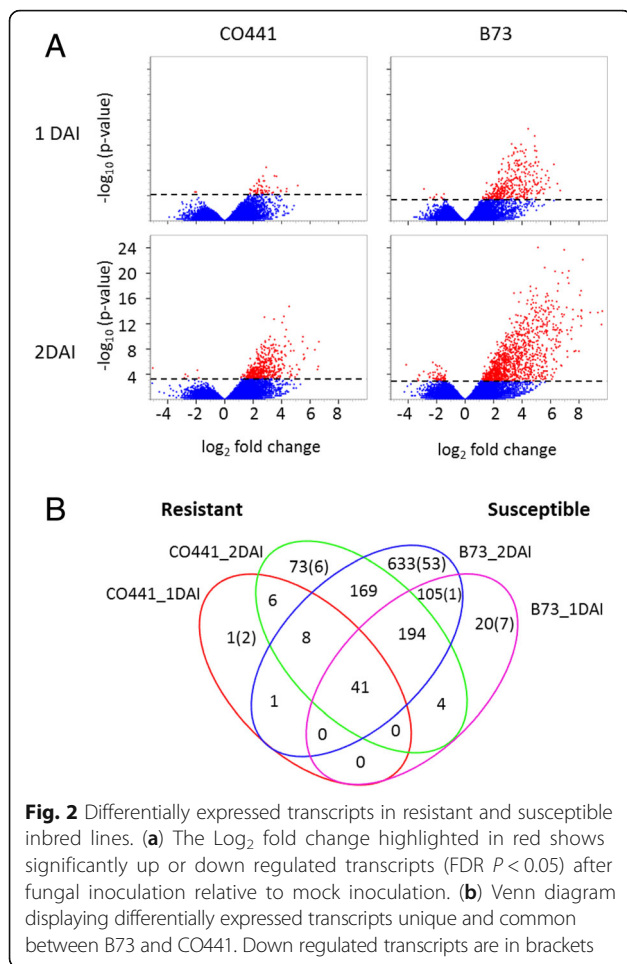 A
CO441
B73
1 DAI
-log10 (p-value)
2DAI
24
20
16
12
8
4
-log10 (p-value)
-4 -2 0 2 4 6 8
-4 -2 0 2 4 6 8
log2 fold change
log2 fold change
B
Resistant
Susceptible
CO441_2DAI
B73_2DAI
CO441_1DAI
B73_1DAI
73(6)
633(53)
6
169
105(1)
1(2)
20(7)
8
194
41
1
4
0
0
0
Fig. 2 Differentially expressed transcripts in resistant and susceptible
inbred lines. (a) The Log2 fold change highlighted in red shows
significantly up or down regulated transcripts (FDR P < 0.05) after
fungal inoculation relative to mock inoculation. (b) Venn diagram
displaying differentially expressed transcripts unique and common
between B73 and CO441. Down regulated transcripts are in brackets